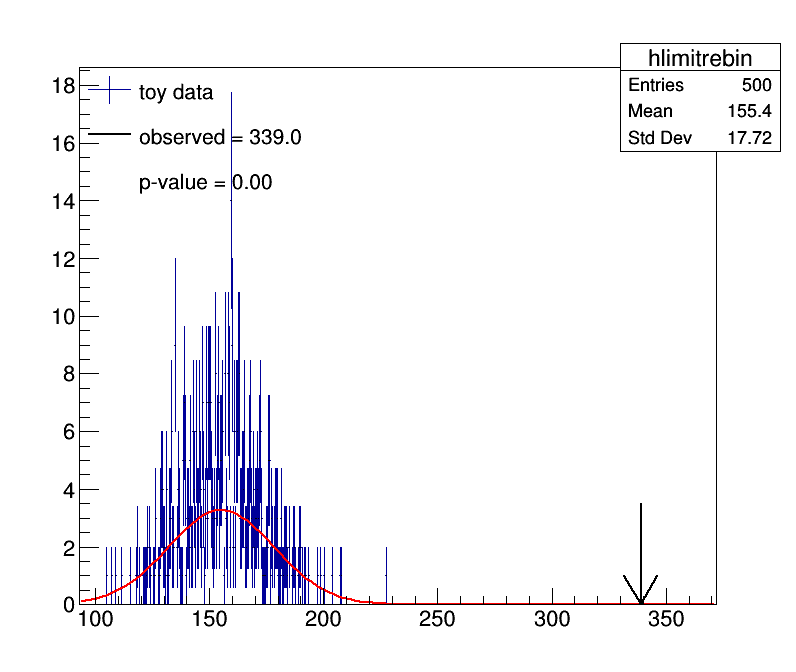 hlimitrebin
Entries 500
Mean 155.4
Std Dev 17.72
toy data
observed = 339.0
p-value = 0.00
18
16
14
12
10
8
6
4
2
0
100 150 200 250 300 350